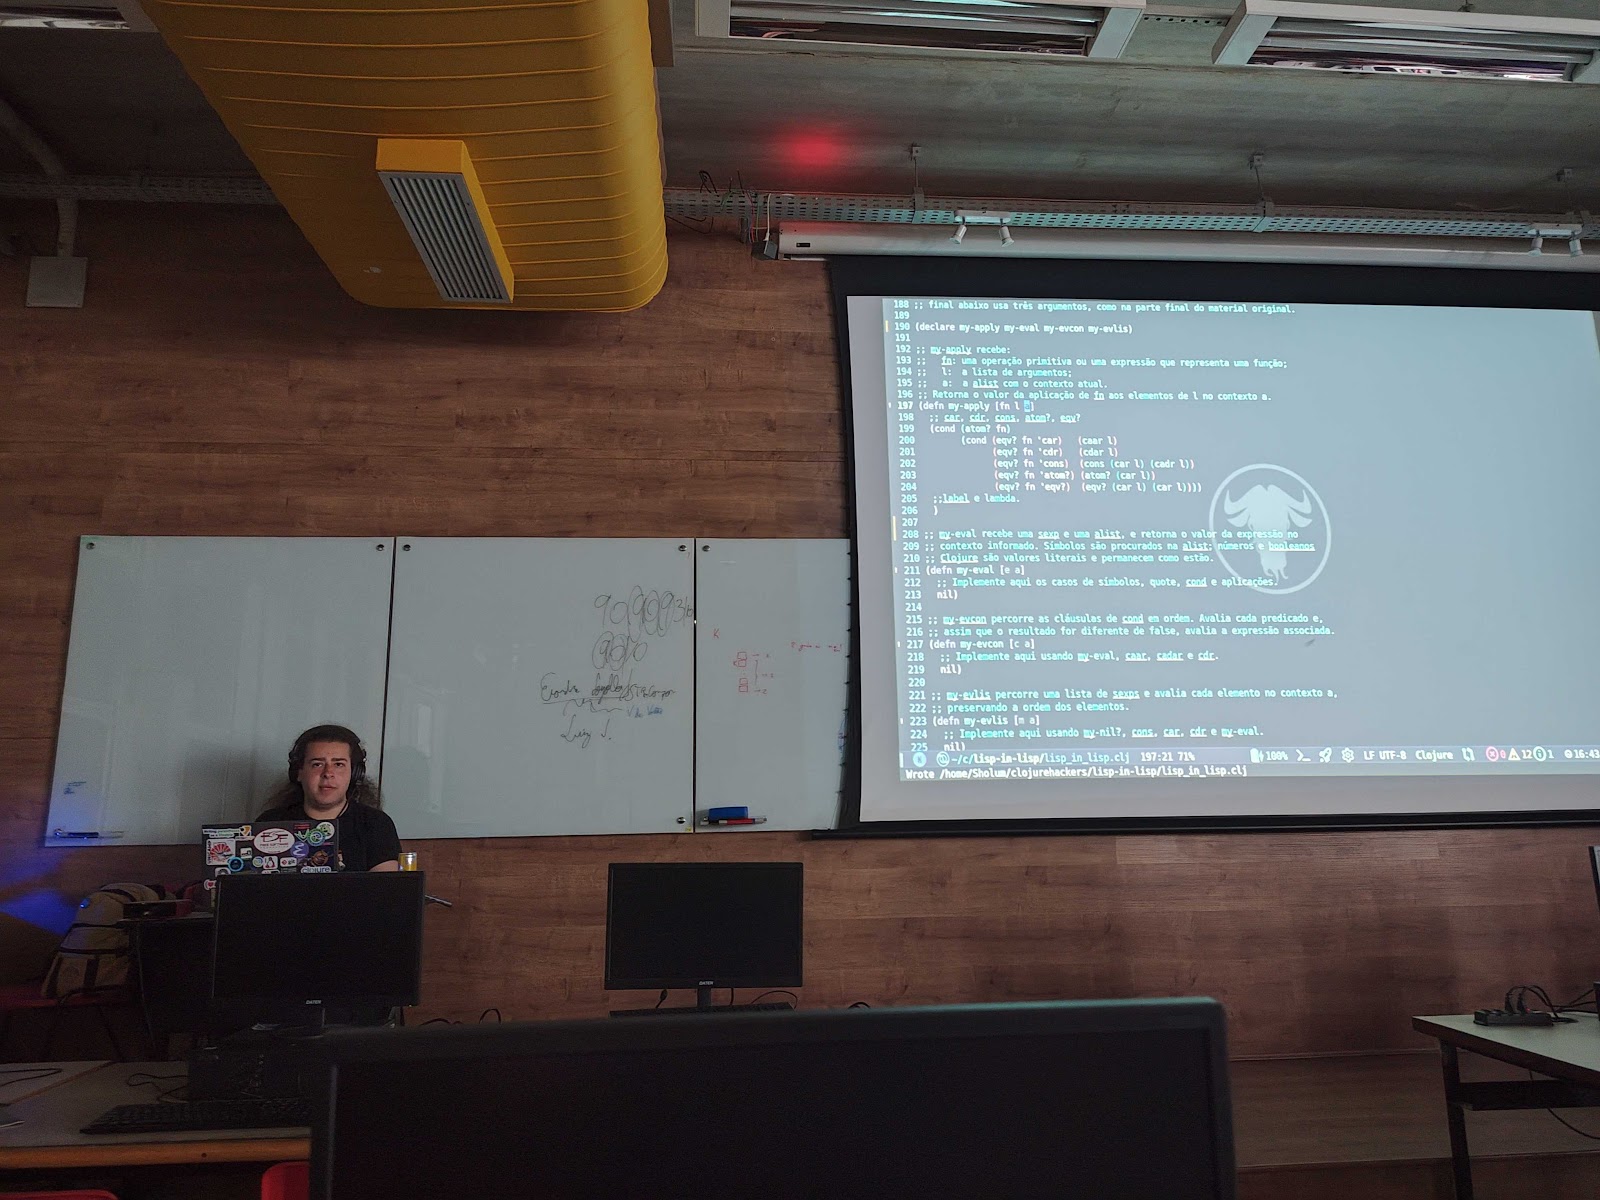 188 ;; final abaixo usa três argumentos, como na parte final do material original.
189
190 (declare my-apply my-eval my-evcon my-evlis)
191
192 ;; my-apply recebe:
193 ;;   fn: uma operação primitiva ou uma expressão que representa uma função;
194 ;;   l:  a lista de argumentos;
195 ;;   a:  a alist com o contexto atual.
196 ;; Retorna o valor da aplicação de fn aos elementos de l no contexto a.
197 (defn my-apply [fn l a]
198   ;; car, cdr, cons, atom?, eqv?
199   (cond (atom? fn)
200         (cond (eqv? fn 'car)   (caar l)
201               (eqv? fn 'cdr)   (cdar l)
202               (eqv? fn 'cons)  (cons (car l) (cadr l))
203               (eqv? fn 'atom?) (atom? (car l))
204               (eqv? fn 'eqv?)  (eqv? (car l) (car l))))
205   ;;label e lambda.
206   )
207
208 ;; my-eval recebe uma sexp e uma alist, e retorna o valor da expressão no
209 ;; contexto informado. Símbolos são procurados na alist; números e booleanos
210 ;; Clojure são valores literais e permanecem como estão.
211 (defn my-eval [e a]
212   ;; Implemente aqui os casos de símbolos, quote, cond e aplicações.
213   nil)
214
215 ;; my-evcon percorre as cláusulas de cond em ordem. Avalia cada predicado e,
216 ;; assim que o resultado for diferente de false, avalia a expressão associada.
217 (defn my-evcon [c a]
218   ;; Implemente aqui usando my-eval, caar, cadar e cdr.
219   nil)
220
221 ;; my-evlis percorre uma lista de sexps e avalia cada elemento no contexto a,
222 ;; preservando a ordem dos elementos.
223 (defn my-evlis [m a]
224   ;; Implemente aqui usando my-nil?, cons, car, cdr e my-eval.
225   nil)
~/c/lisp-in-lisp/lisp_in_lisp.clj 197:21 71% 100% LF UTF-8 Clojure 0 12 1 16:43
Wrote /home/Sholum/clojurehackers/lisp-in-lisp/lisp_in_lisp.clj
K
Luiz J.
clojure
DATEN
DATEN